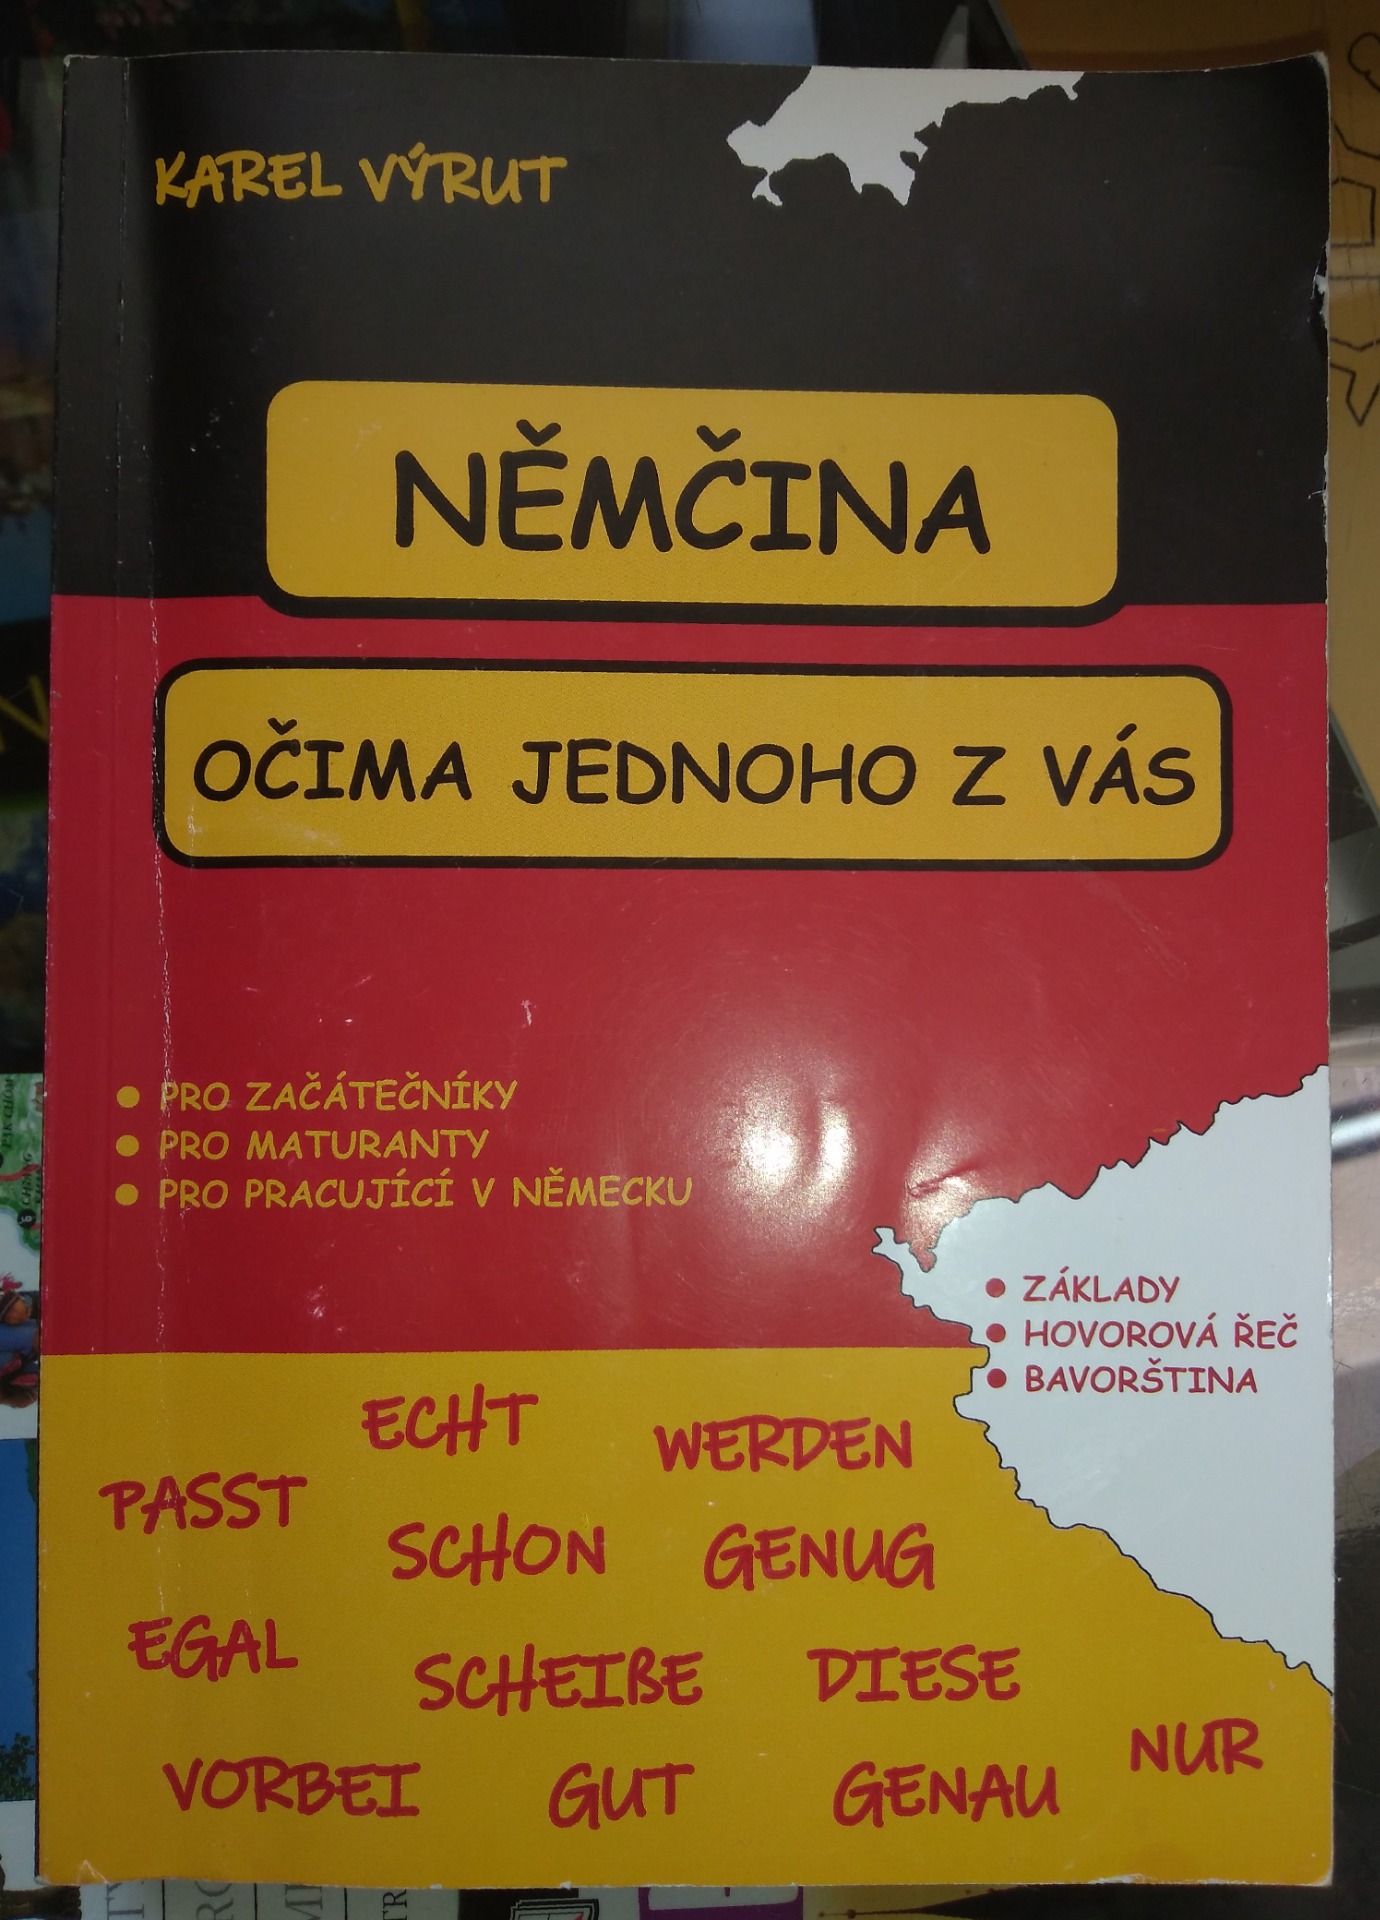 KAREL VÝRUT
NĚMČINA
OČIMA JEDNOHO Z VÁS
• PRO ZAČÁTEČNÍKY
• PRO MATURANTY
• PRO PRACUJÍCÍ V NĚMECKU
• ZÁKLADY
• HOVOROVÁ ŘEČ
• BAVORŠTINA
ECHT
WERDEN
PASST
SCHON
GENUG
EGAL
SCHEIßE
DIESE
NUR
VORBEI
GUT
GENAU